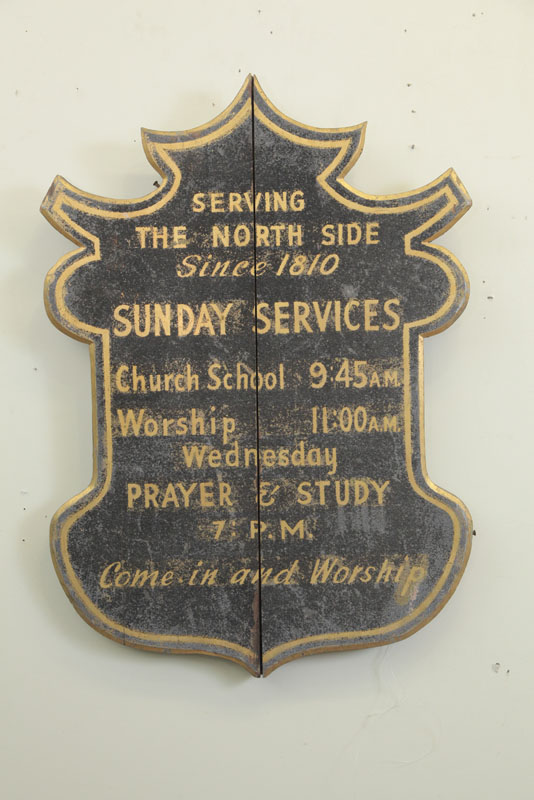 SERVING
THE NORTH SIDE
Since 1810
SUNDAY SERVICES
Church School 9:45 A.M.
Worship 11:00 A.M.
Wednesday
PRAYER & STUDY
7: P.M.
Come in and Worship